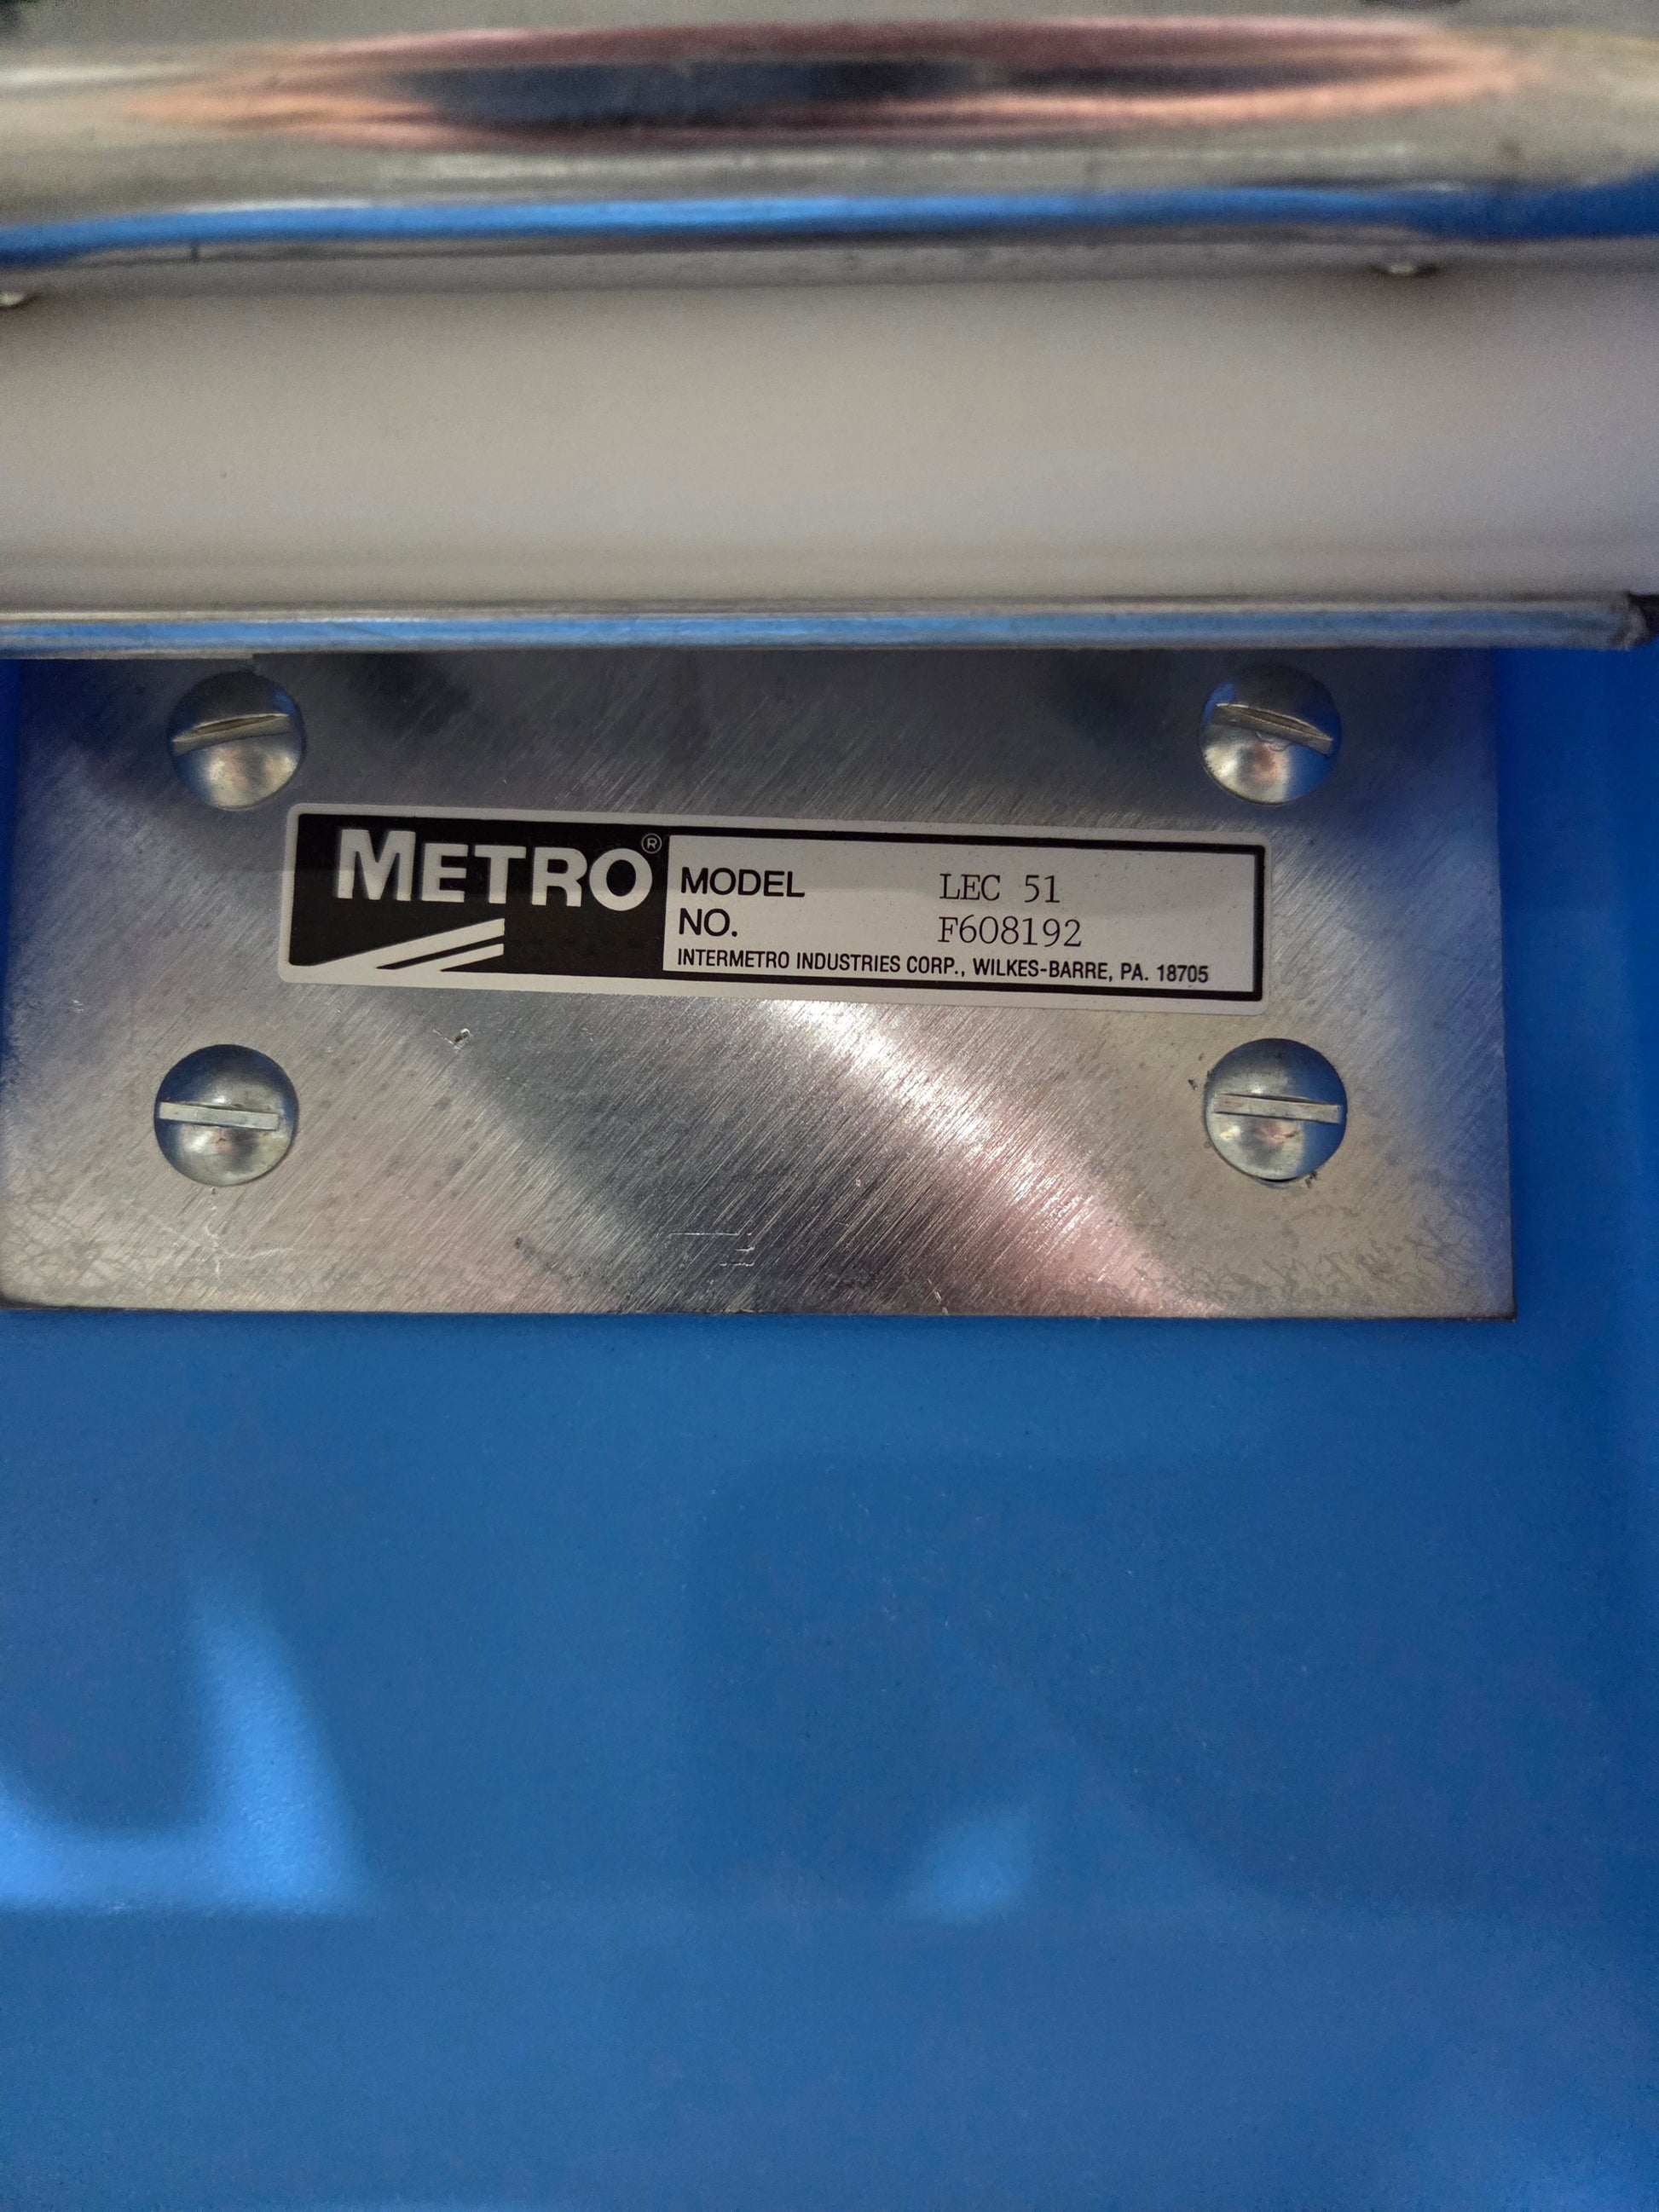 METRO®
MODEL LEC 51
NO. F608192
INTERMETRO INDUSTRIES CORP., WILKES-BARRE, PA. 18705